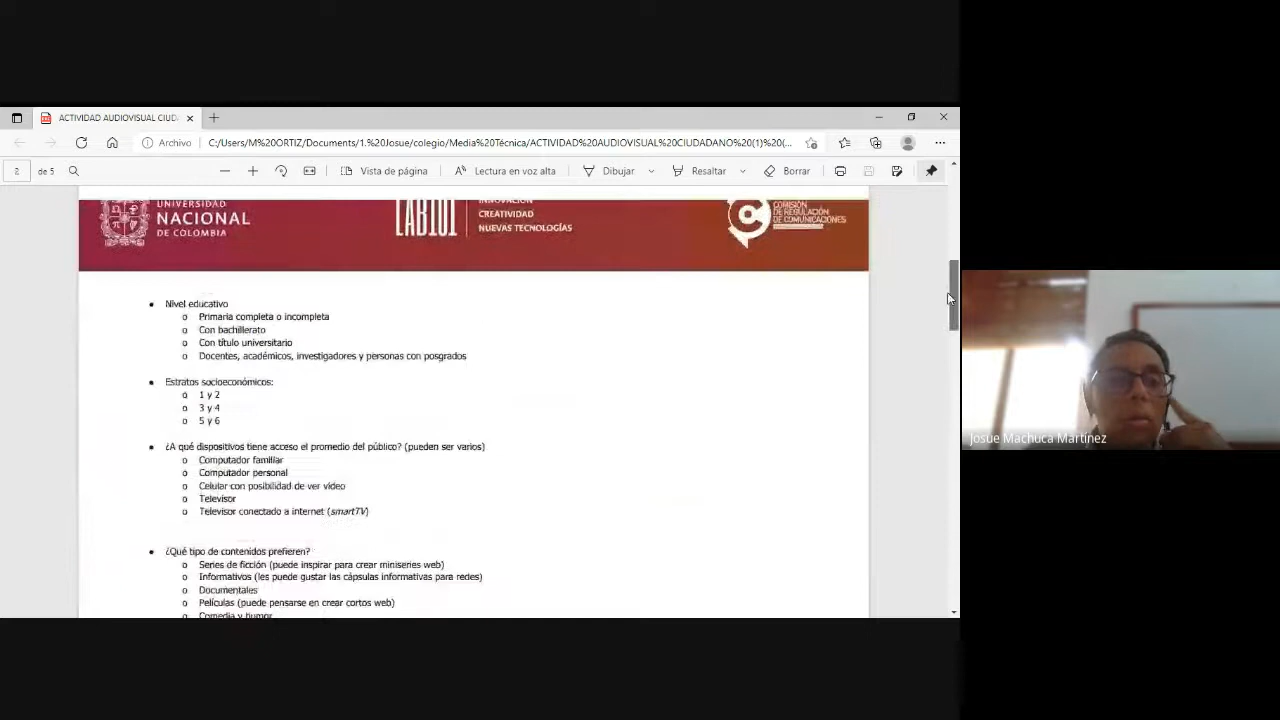 ACTIVIDAD AUDIOVISUAL CIUD
Archivo
C:/Users/M%20ORTIZ/Documents/1.%20Josue/colegio/Media%20Técnica/ACTIVIDAD%20AUDIOVISUAL%20CIUDADANO%20(1)%20(...
2 de 5
Vista de página
Lectura en voz alta
Dibujar
Resaltar
Borrar
UNIVERSIDAD
NACIONAL
DE COLOMBIA
LAB101
INNOVACIÓN
CREATIVIDAD
NUEVAS TECNOLOGÍAS
COMISIÓN
DE REGULACIÓN
DE COMUNICACIONES
• Nivel educativo
o Primaria completa o incompleta
o Con bachillerato
o Con título universitario
o Docentes, académicos, investigadores y personas con posgrados
• Estratos socioeconómicos:
o 1 y 2
o 3 y 4
o 5 y 6
• ¿A qué dispositivos tiene acceso el promedio del público? (pueden ser varios)
o Computador familiar
o Computador personal
o Celular con posibilidad de ver vídeo
o Televisor
o Televisor conectado a internet (smartTV)
• ¿Qué tipo de contenidos prefieren?
o Series de ficción (puede inspirar para crear miniseries web)
o Informativos (les puede gustar las cápsulas informativas para redes)
o Documentales
o Películas (puede pensarse en crear cortos web)
o Comedia y humor
Josue Machuca Martínez